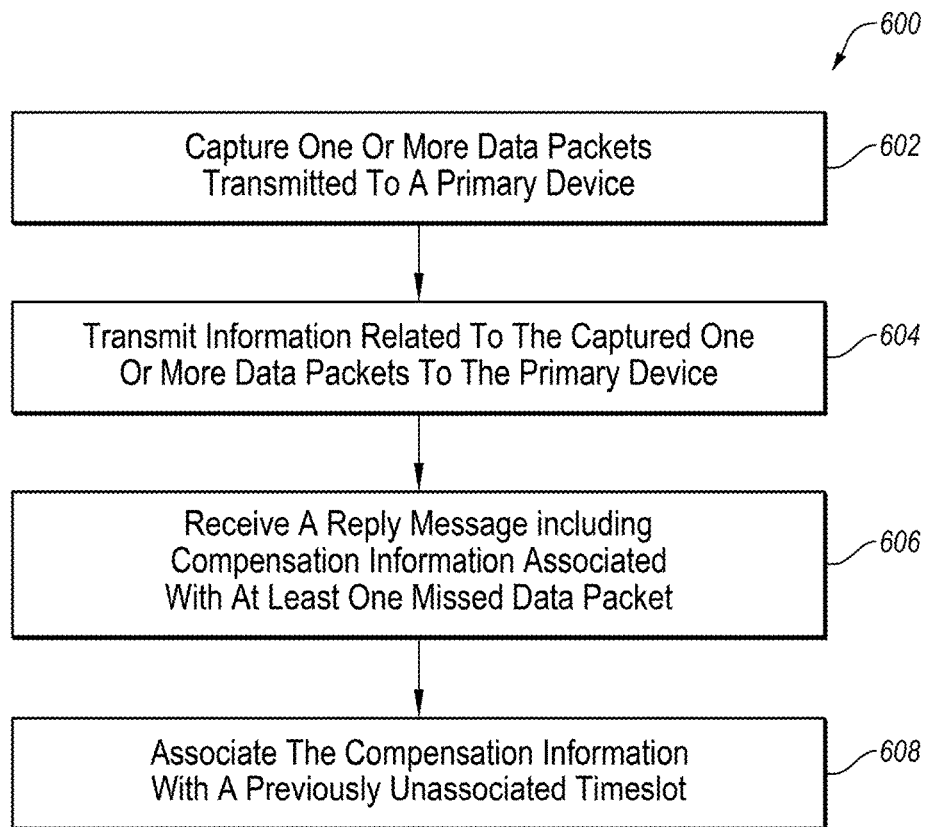 600
Capture One Or More Data Packets
Transmitted To A Primary Device
602
Transmit Information Related To The Captured One
Or More Data Packets To The Primary Device
604
Receive A Reply Message including
Compensation Information Associated
With At Least One Missed Data Packet
606
Associate The Compensation Information
With A Previously Unassociated Timeslot
608